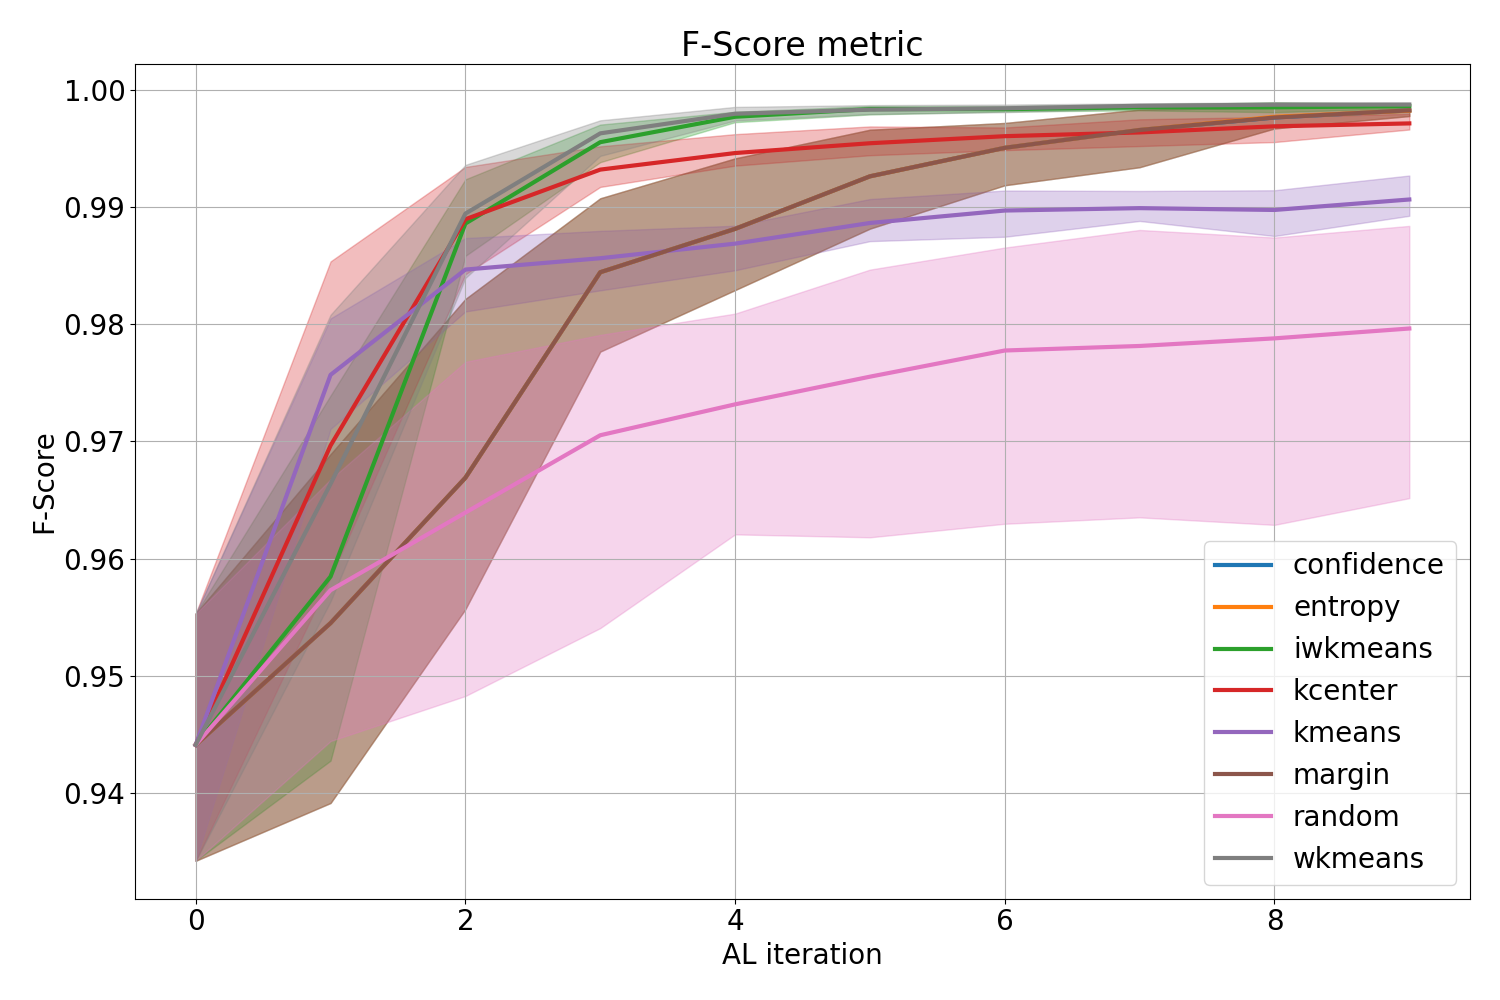 F-Score metric
1.00
0.99
0.98
0.97
0.96
0.95
0.94
F-Score
0
2
4
6
8
AL iteration
confidence
entropy
iwkmeans
kcenter
kmeans
margin
random
wkmeans